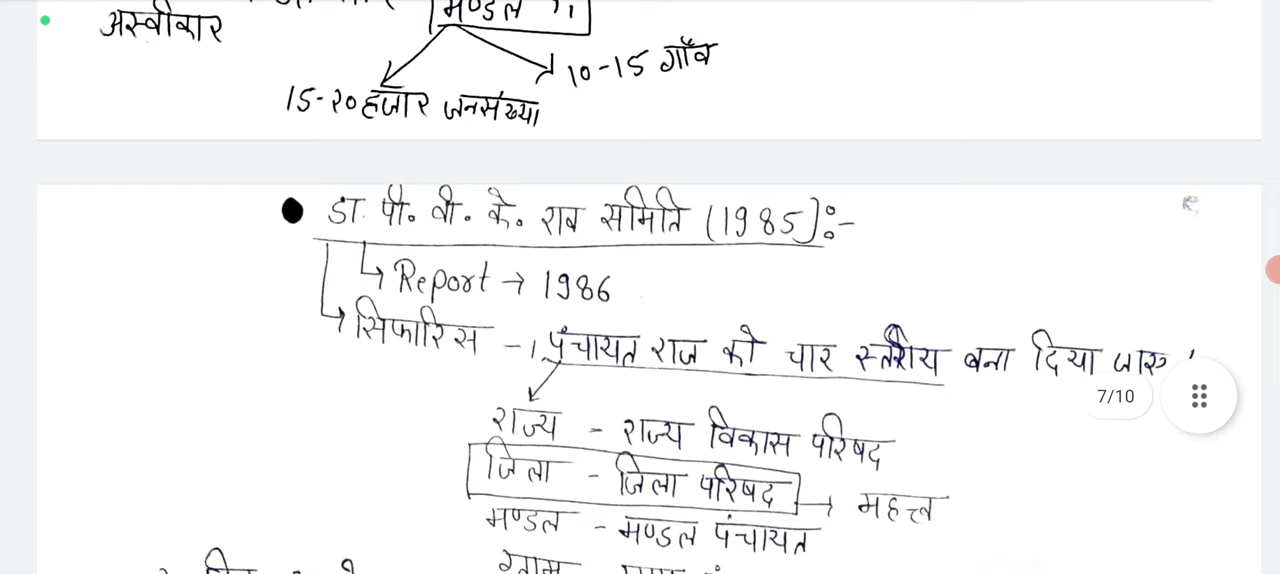 अस्वीकार
मण्डल
15-20 हजार जनसंख्या
10-15 गाँव
डा. पी. वी. के. राव समिति (1985):-
Report → 1986
सिफारिस - 1. पंचायत राज को चार स्तरीय बना दिया जाए।
7/10
राज्य - राज्य विकास परिषद
जिला - जिला परिषद → महत्त्व
मण्डल - मण्डल पंचायत
ग्राम